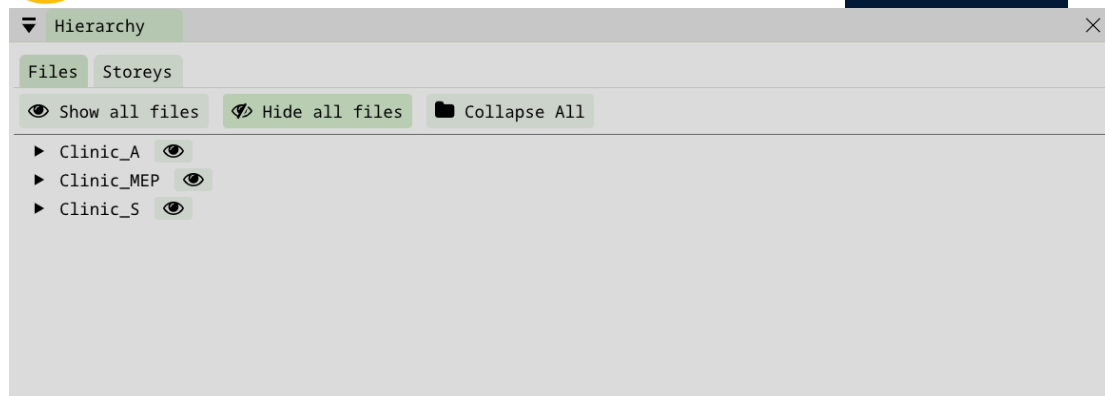 Hierarchy
Files Storeys
Show all files Hide all files Collapse All
Clinic_A
Clinic_MEP
Clinic_S